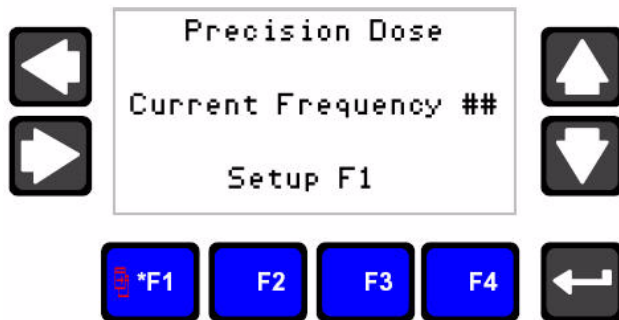 Precision Dose
Current Frequency ##
Setup F1
*F1 F2 F3 F4